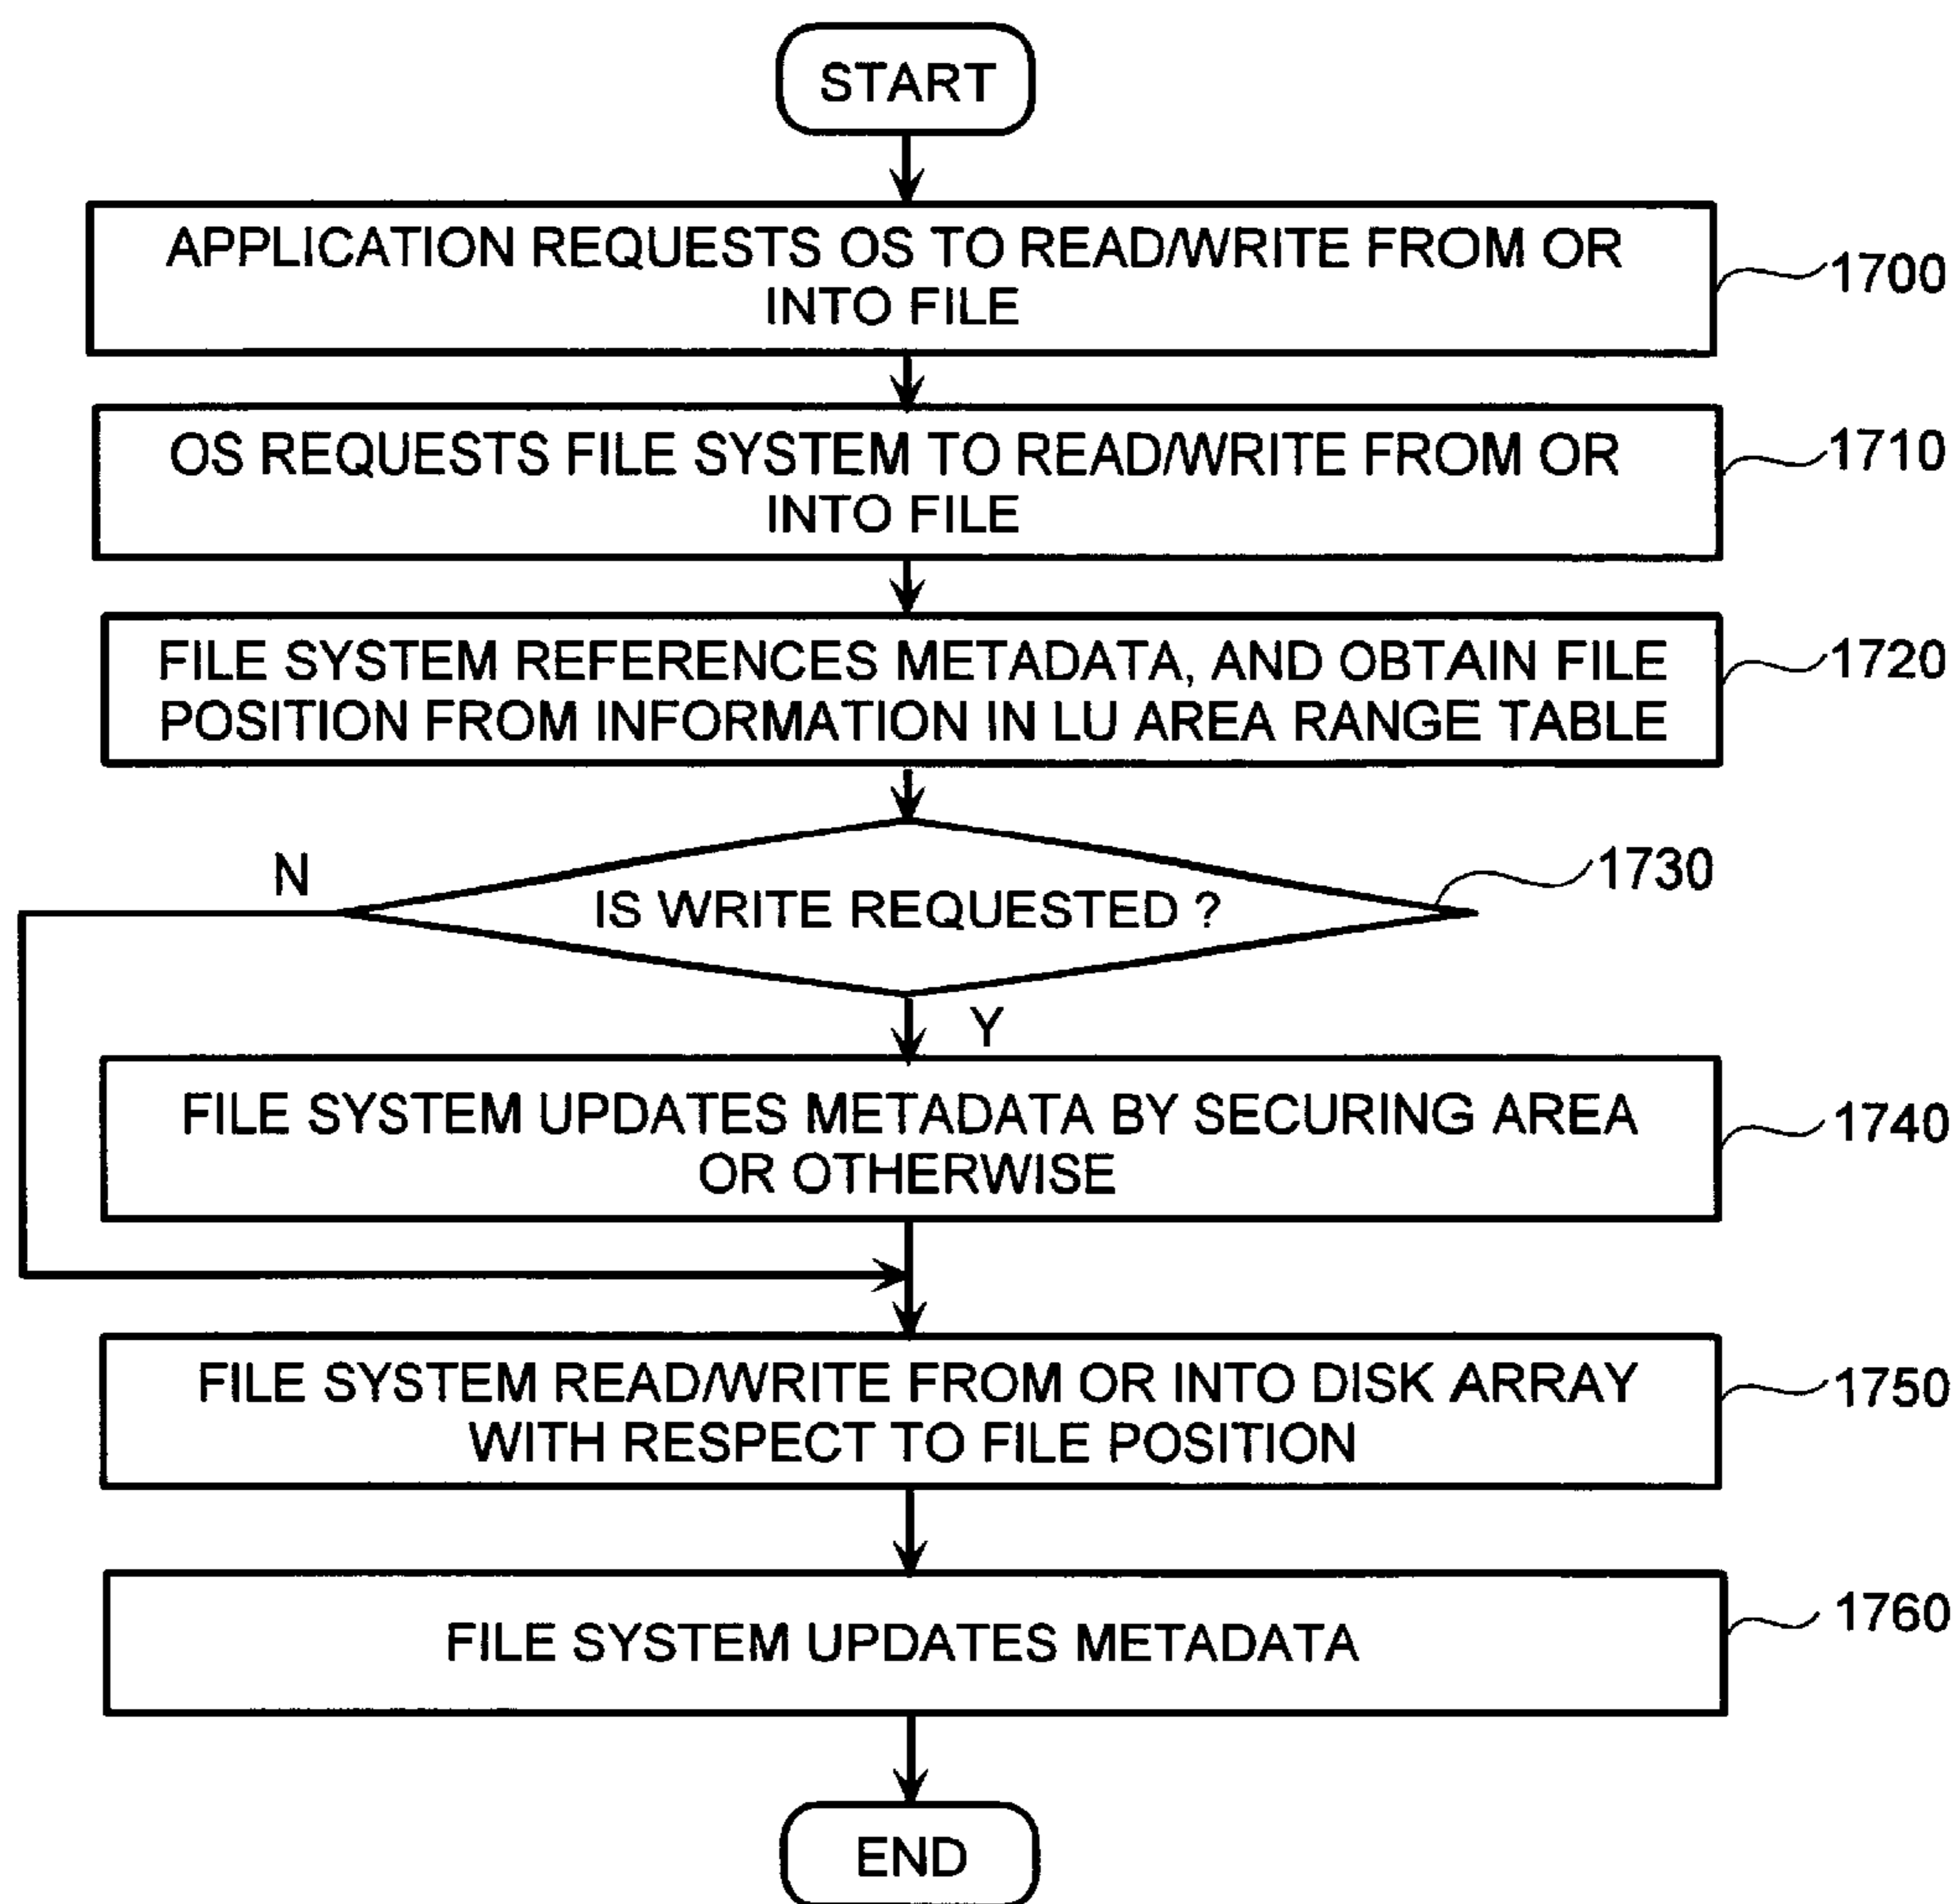 START
APPLICATION REQUESTS OS TO READ/WRITE FROM OR
INTO FILE
1700
OS REQUESTS FILE SYSTEM TO READ/WRITE FROM OR
INTO FILE
1710
FILE SYSTEM REFERENCES METADATA, AND OBTAIN FILE
POSITION FROM INFORMATION IN LU AREA RANGE TABLE
1720
N
IS WRITE REQUESTED ?
1730
Y
FILE SYSTEM UPDATES METADATA BY SECURING AREA
OR OTHERWISE
1740
FILE SYSTEM READ/WRITE FROM OR INTO DISK ARRAY
WITH RESPECT TO FILE POSITION
1750
FILE SYSTEM UPDATES METADATA
1760
END